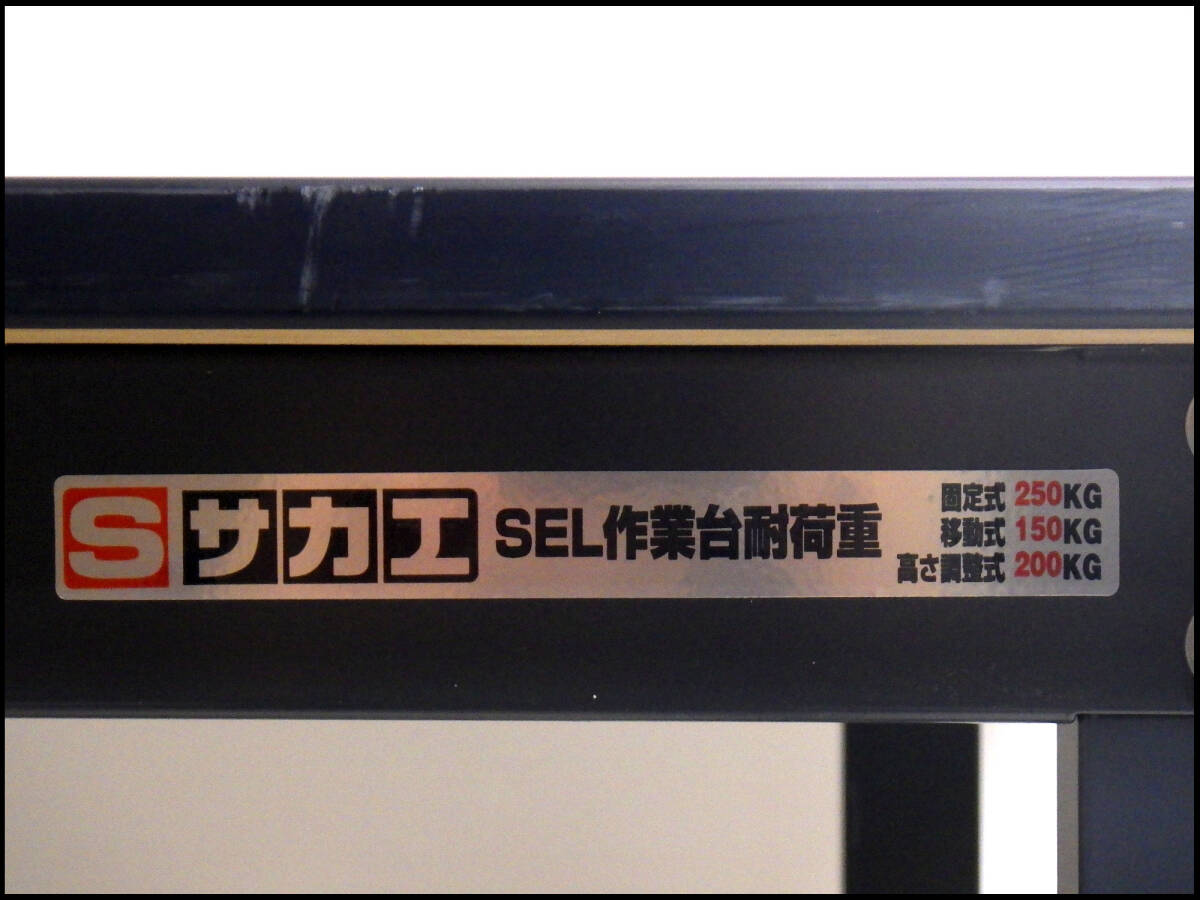 S サカエ SEL作業台耐荷重
固定式 250KG
移動式 150KG
高さ調整式 200KG